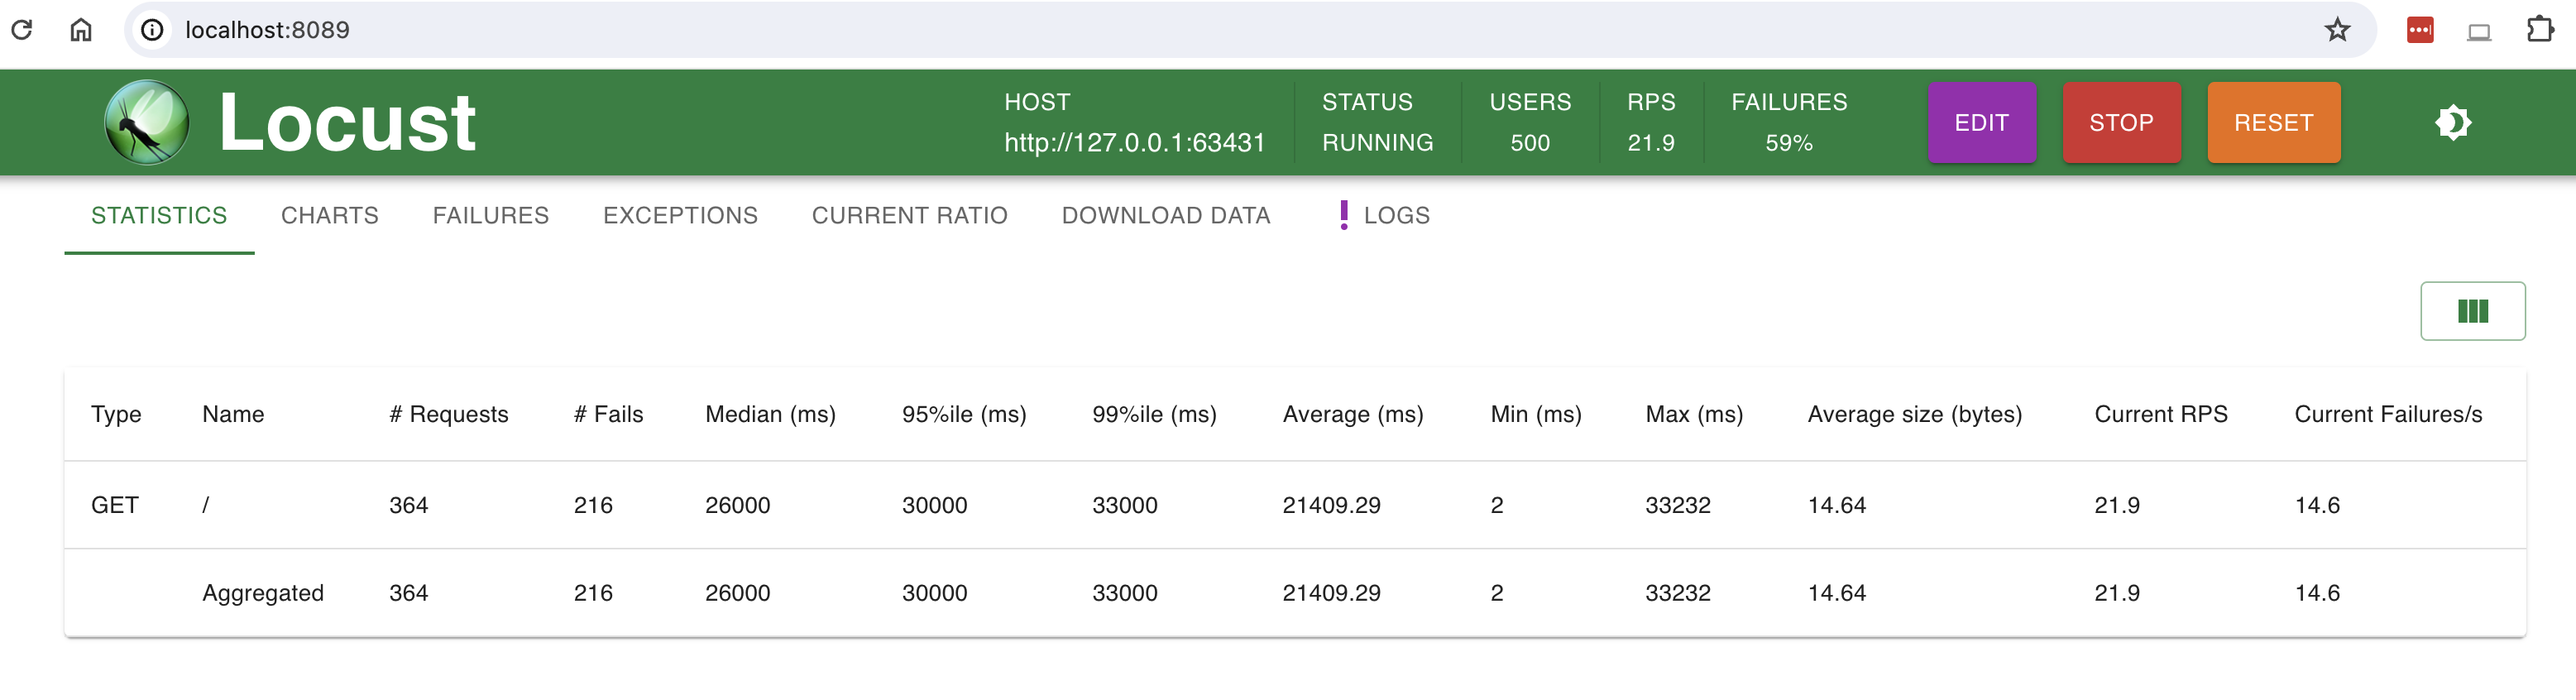 localhost:8089
Locust
HOST
http://127.0.0.1:63431
STATUS
RUNNING
USERS
500
RPS
21.9
FAILURES
59%
EDIT
STOP
RESET
STATISTICS CHARTS FAILURES EXCEPTIONS CURRENT RATIO DOWNLOAD DATA LOGS
Type Name # Requests # Fails Median (ms) 95%ile (ms) 99%ile (ms) Average (ms) Min (ms) Max (ms) Average size (bytes) Current RPS Current Failures/s
GET / 364 216 26000 30000 33000 21409.29 2 33232 14.64 21.9 14.6
Aggregated 364 216 26000 30000 33000 21409.29 2 33232 14.64 21.9 14.6